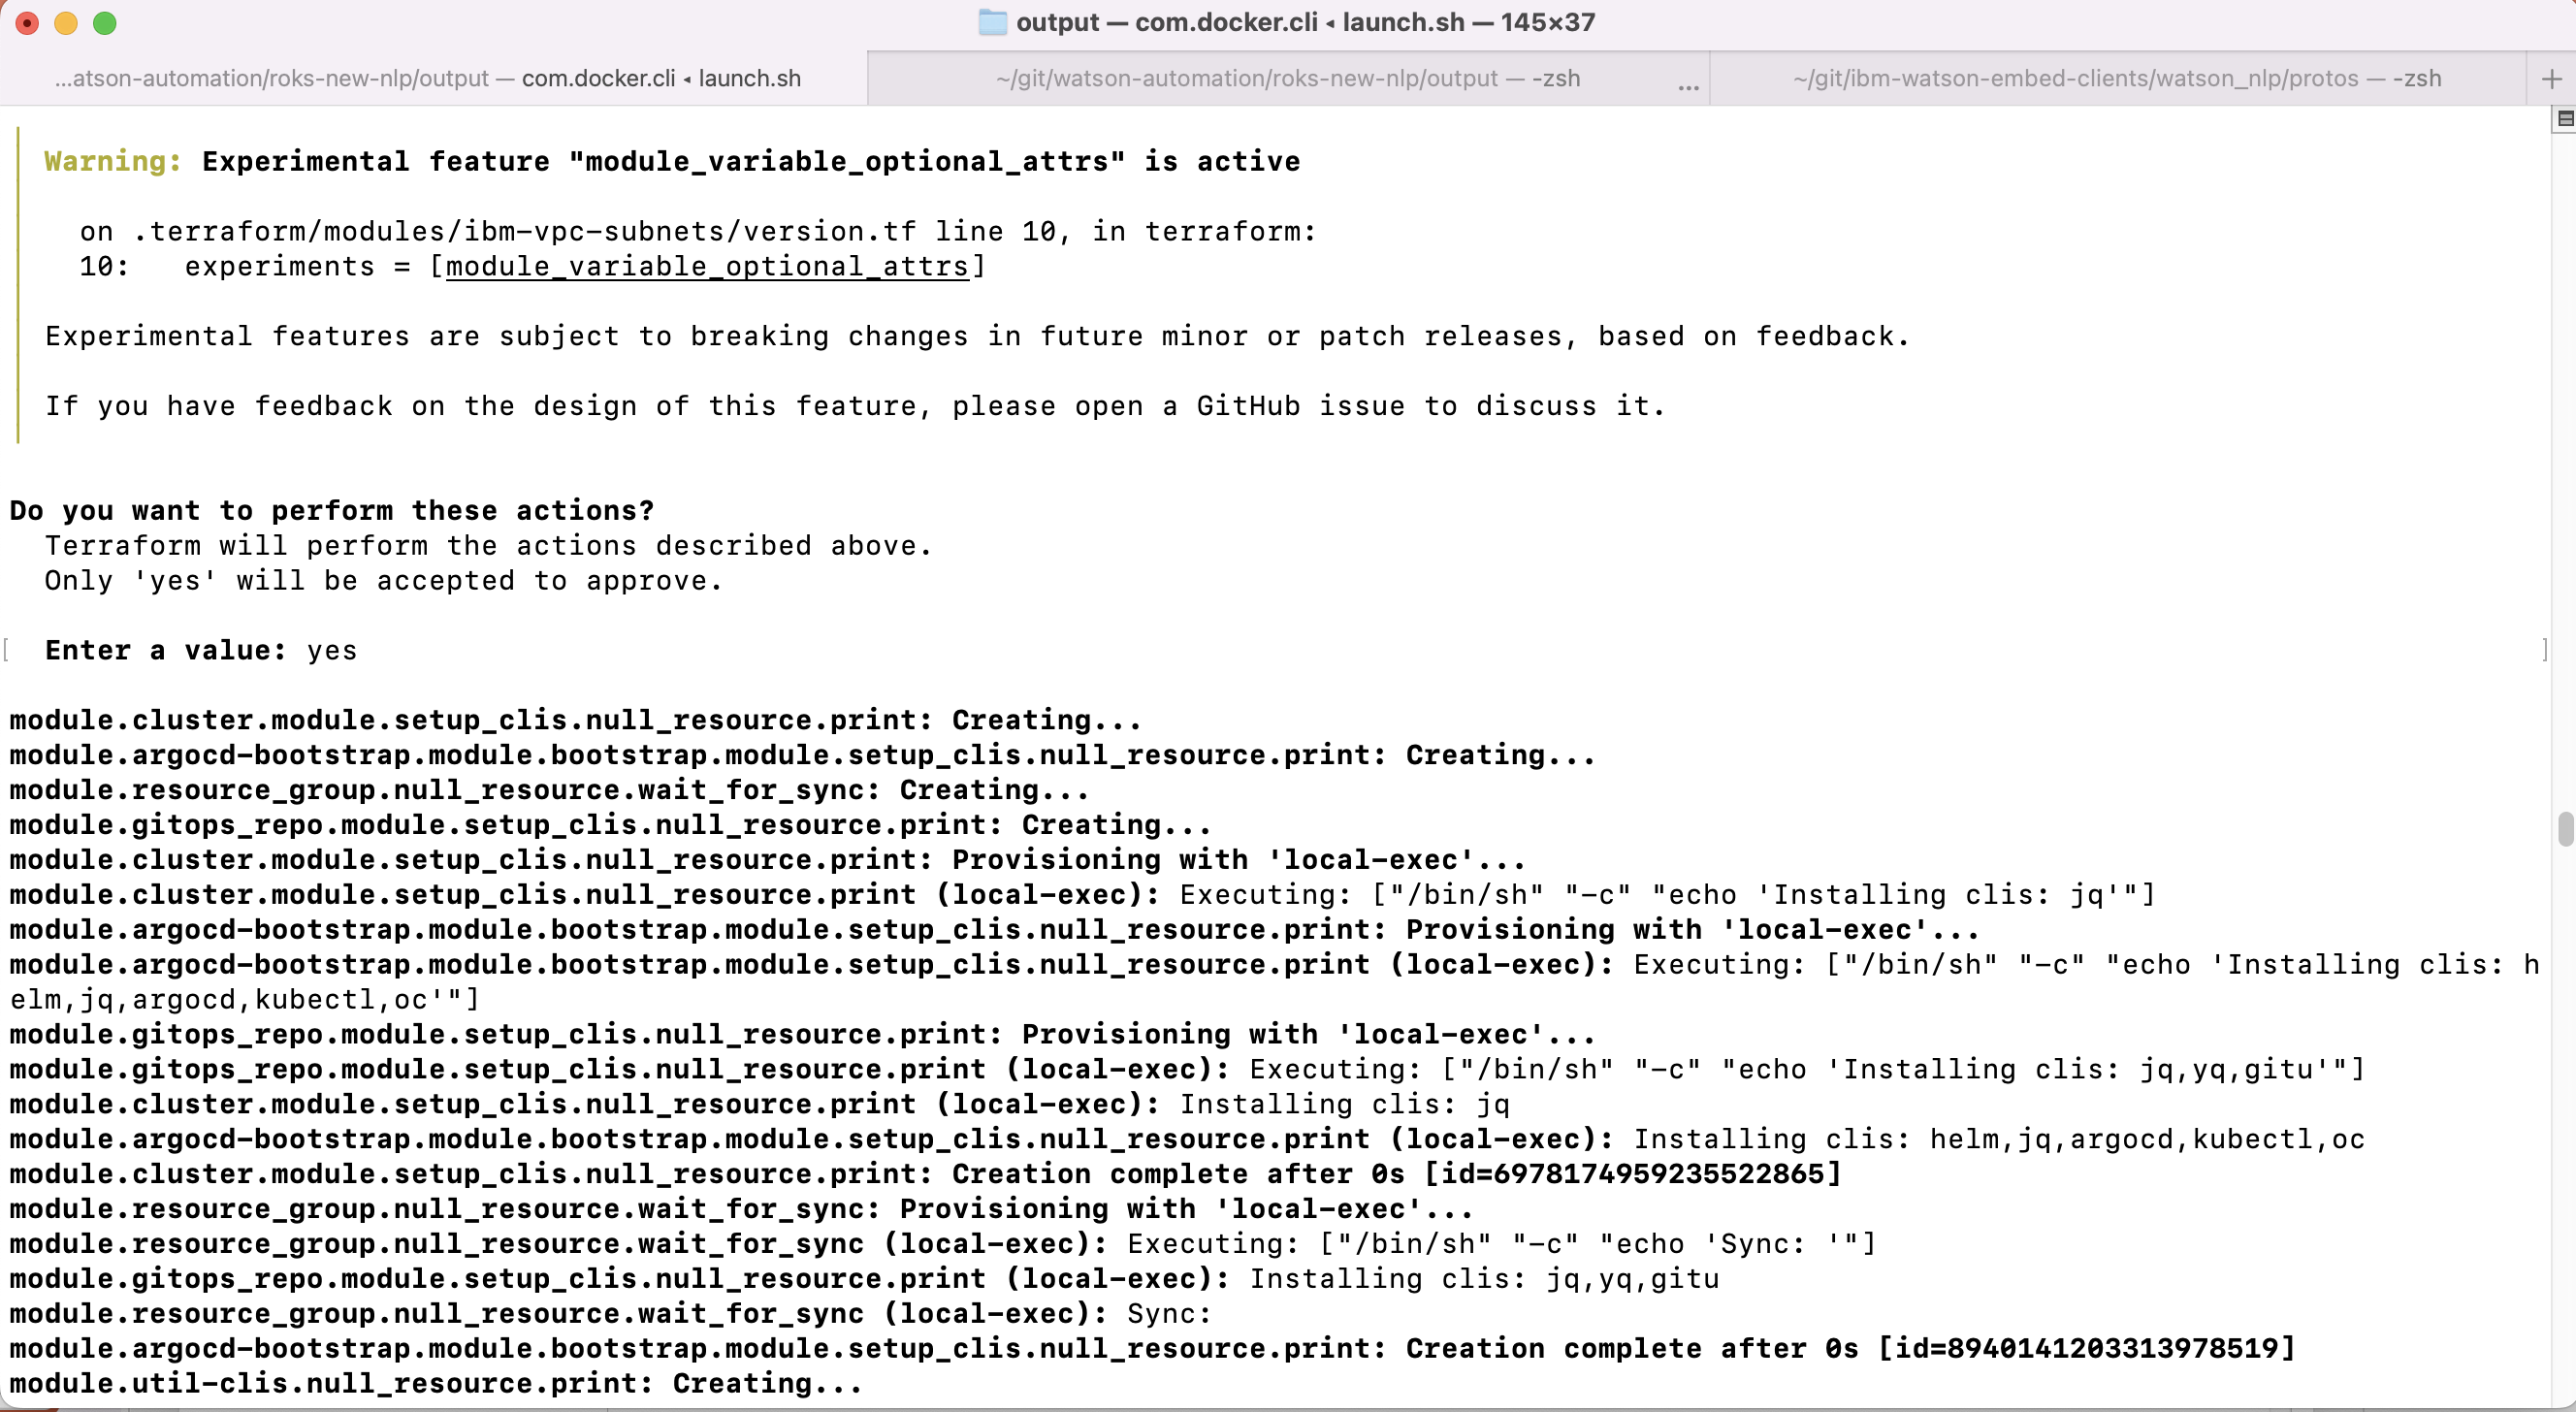 output — com.docker.cli ◂ launch.sh — 145×37
...atson-automation/roks-new-nlp/output — com.docker.cli ◂ launch.sh
~/git/watson-automation/roks-new-nlp/output — -zsh ...
~/git/ibm-watson-embed-clients/watson_nlp/protos — -zsh
+
Warning: Experimental feature "module_variable_optional_attrs" is active
on .terraform/modules/ibm-vpc-subnets/version.tf line 10, in terraform:
10:   experiments = [module_variable_optional_attrs]
Experimental features are subject to breaking changes in future minor or patch releases, based on feedback.
If you have feedback on the design of this feature, please open a GitHub issue to discuss it.
Do you want to perform these actions?
Terraform will perform the actions described above.
Only 'yes' will be accepted to approve.
[ Enter a value: yes ]
module.cluster.module.setup_clis.null_resource.print: Creating...
module.argocd-bootstrap.module.bootstrap.module.setup_clis.null_resource.print: Creating...
module.resource_group.null_resource.wait_for_sync: Creating...
module.gitops_repo.module.setup_clis.null_resource.print: Creating...
module.cluster.module.setup_clis.null_resource.print: Provisioning with 'local-exec'...
module.cluster.module.setup_clis.null_resource.print (local-exec): Executing: ["/bin/sh" "-c" "echo 'Installing clis: jq'"]
module.argocd-bootstrap.module.bootstrap.module.setup_clis.null_resource.print: Provisioning with 'local-exec'...
module.argocd-bootstrap.module.bootstrap.module.setup_clis.null_resource.print (local-exec): Executing: ["/bin/sh" "-c" "echo 'Installing clis: h
elm,jq,argocd,kubectl,oc'"]
module.gitops_repo.module.setup_clis.null_resource.print: Provisioning with 'local-exec'...
module.gitops_repo.module.setup_clis.null_resource.print (local-exec): Executing: ["/bin/sh" "-c" "echo 'Installing clis: jq,yq,gitu'"]
module.cluster.module.setup_clis.null_resource.print (local-exec): Installing clis: jq
module.argocd-bootstrap.module.bootstrap.module.setup_clis.null_resource.print (local-exec): Installing clis: helm,jq,argocd,kubectl,oc
module.cluster.module.setup_clis.null_resource.print: Creation complete after 0s [id=6978174959235522865]
module.resource_group.null_resource.wait_for_sync: Provisioning with 'local-exec'...
module.resource_group.null_resource.wait_for_sync (local-exec): Executing: ["/bin/sh" "-c" "echo 'Sync: '"]
module.gitops_repo.module.setup_clis.null_resource.print (local-exec): Installing clis: jq,yq,gitu
module.resource_group.null_resource.wait_for_sync (local-exec): Sync:
module.argocd-bootstrap.module.bootstrap.module.setup_clis.null_resource.print: Creation complete after 0s [id=8940141203313978519]
module.util-clis.null_resource.print: Creating...